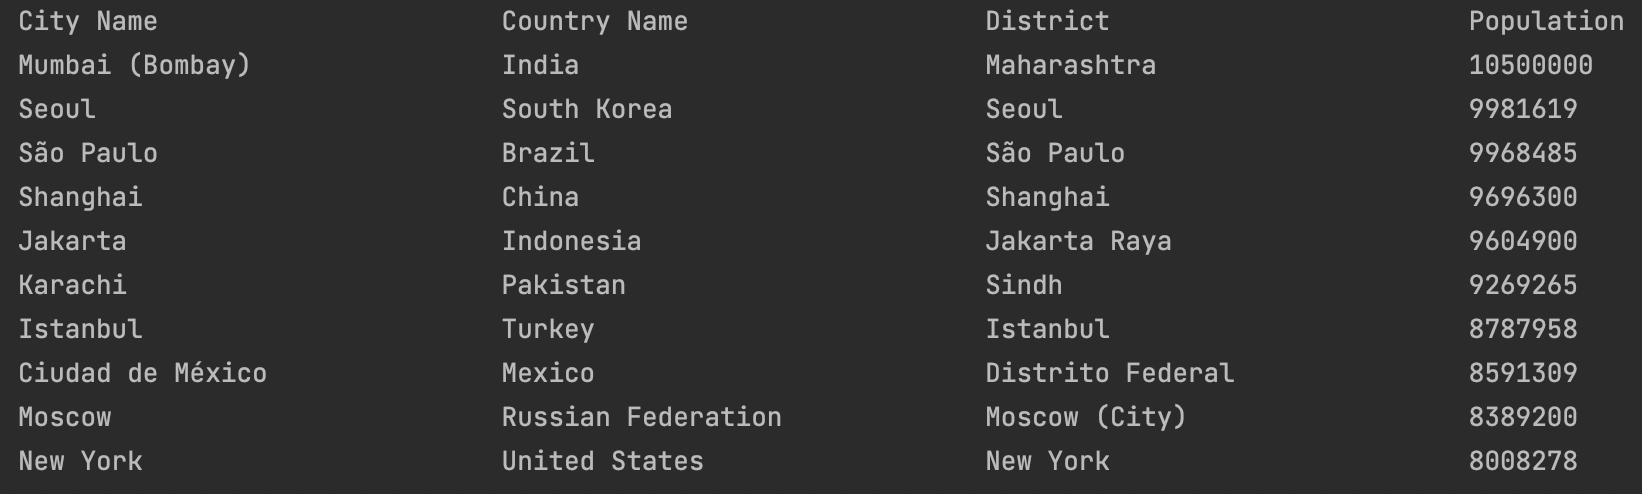 City Name Country Name District Population
Mumbai (Bombay) India Maharashtra 10500000
Seoul South Korea Seoul 9981619
São Paulo Brazil São Paulo 9968485
Shanghai China Shanghai 9696300
Jakarta Indonesia Jakarta Raya 9604900
Karachi Pakistan Sindh 9269265
Istanbul Turkey Istanbul 8787958
Ciudad de México Mexico Distrito Federal 8591309
Moscow Russian Federation Moscow (City) 8389200
New York United States New York 8008278